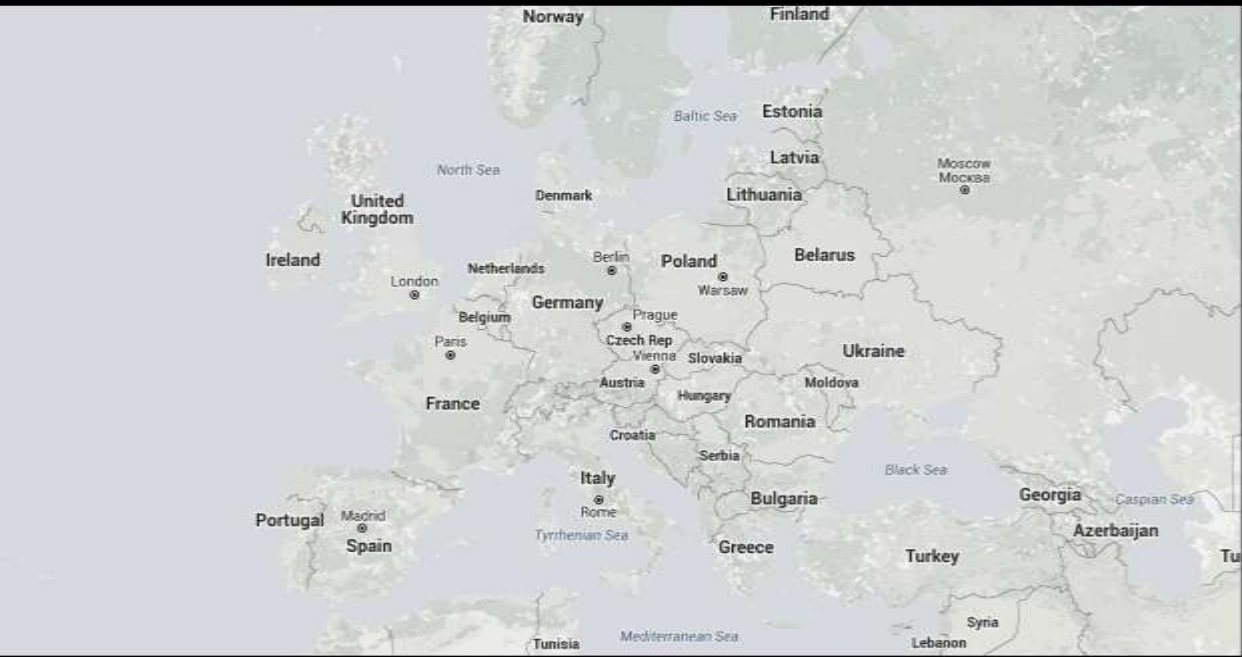 Norway
Finland
Baltic Sea
Estonia
North Sea
Latvia
Moscow
Москва
Denmark
Lithuania
United
Kingdom
Ireland
Netherlands
Berlin
Poland
Belarus
London
Warsaw
Germany
Belgium
Prague
Paris
Czech Rep
Vienna
Slovakia
Ukraine
Austria
Moldova
France
Hungary
Romania
Croatia
Serbia
Black Sea
Italy
Bulgaria
Georgia
Caspian Sea
Rome
Portugal
Madrid
Spain
Tyrrhenian Sea
Greece
Azerbaijan
Turkey
Tu
Syria
Tunisia
Mediterranean Sea
Lebanon